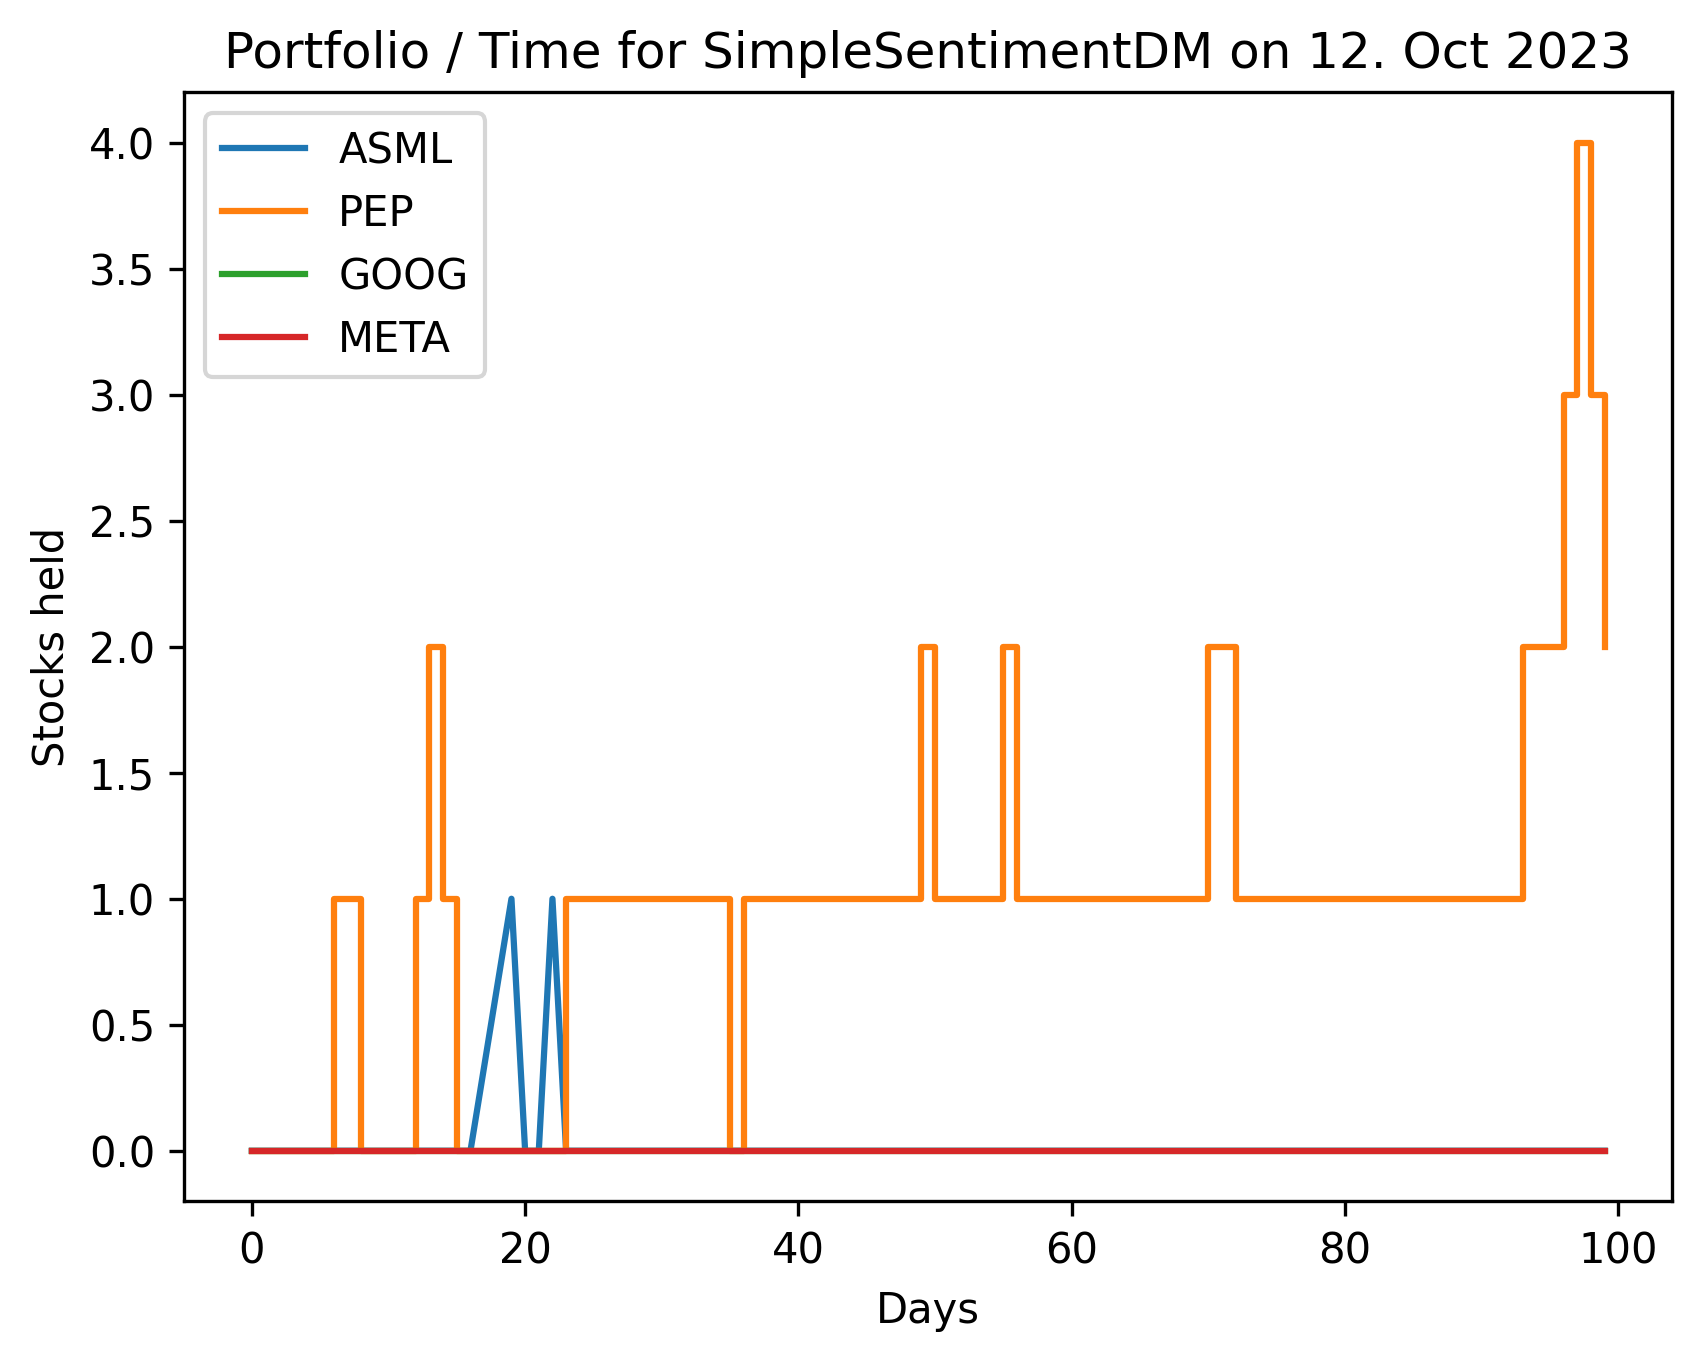 Portfolio / Time for SimpleSentimentDM on 12. Oct 2023
ASML
PEP
GOOG
META
Stocks held
4.0
3.5
3.0
2.5
2.0
1.5
1.0
0.5
0.0
0 20 40 60 80 100
Days